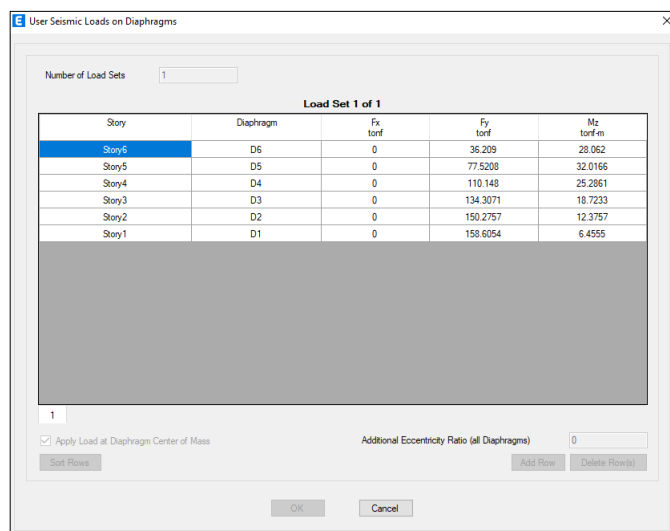 E User Seismic Loads on Diaphragms
Number of Load Sets 1
Load Set 1 of 1
Story Diaphragm Fx tonf Fy tonf Mz tonf-m
Story6 D6 0 36.209 28.062
Story5 D5 0 77.5208 32.0166
Story4 D4 0 110.148 25.2861
Story3 D3 0 134.3071 18.7233
Story2 D2 0 150.2757 12.3757
Story1 D1 0 158.6054 6.4555
1
Apply Load at Diaphragm Center of Mass Additional Eccentricity Ratio (all Diaphragms) 0
Sort Rows Add Row Delete Row(s)
OK Cancel